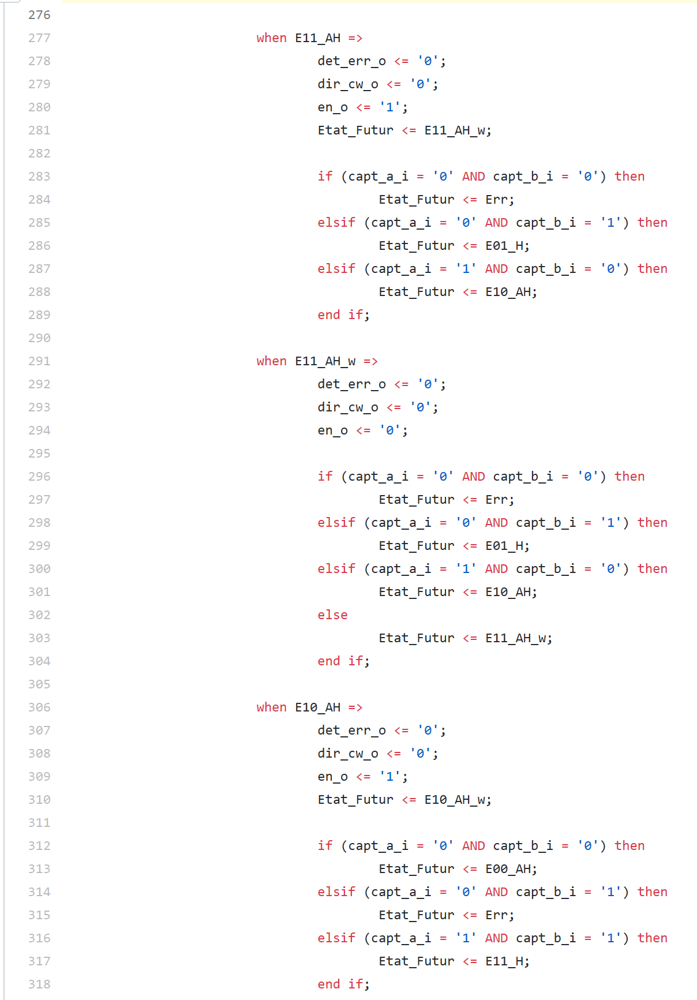 276
277 when E11_AH =>
278 det_err_o <= '0';
279 dir_cw_o <= '0';
280 en_o <= '1';
281 Etat_Futur <= E11_AH_w;
282
283 if (capt_a_i = '0' AND capt_b_i = '0') then
284 Etat_Futur <= Err;
285 elsif (capt_a_i = '0' AND capt_b_i = '1') then
286 Etat_Futur <= E01_H;
287 elsif (capt_a_i = '1' AND capt_b_i = '0') then
288 Etat_Futur <= E10_AH;
289 end if;
290
291 when E11_AH_w =>
292 det_err_o <= '0';
293 dir_cw_o <= '0';
294 en_o <= '0';
295
296 if (capt_a_i = '0' AND capt_b_i = '0') then
297 Etat_Futur <= Err;
298 elsif (capt_a_i = '0' AND capt_b_i = '1') then
299 Etat_Futur <= E01_H;
300 elsif (capt_a_i = '1' AND capt_b_i = '0') then
301 Etat_Futur <= E10_AH;
302 else
303 Etat_Futur <= E11_AH_w;
304 end if;
305
306 when E10_AH =>
307 det_err_o <= '0';
308 dir_cw_o <= '0';
309 en_o <= '1';
310 Etat_Futur <= E10_AH_w;
311
312 if (capt_a_i = '0' AND capt_b_i = '0') then
313 Etat_Futur <= E00_AH;
314 elsif (capt_a_i = '0' AND capt_b_i = '1') then
315 Etat_Futur <= Err;
316 elsif (capt_a_i = '1' AND capt_b_i = '1') then
317 Etat_Futur <= E11_H;
318 end if;